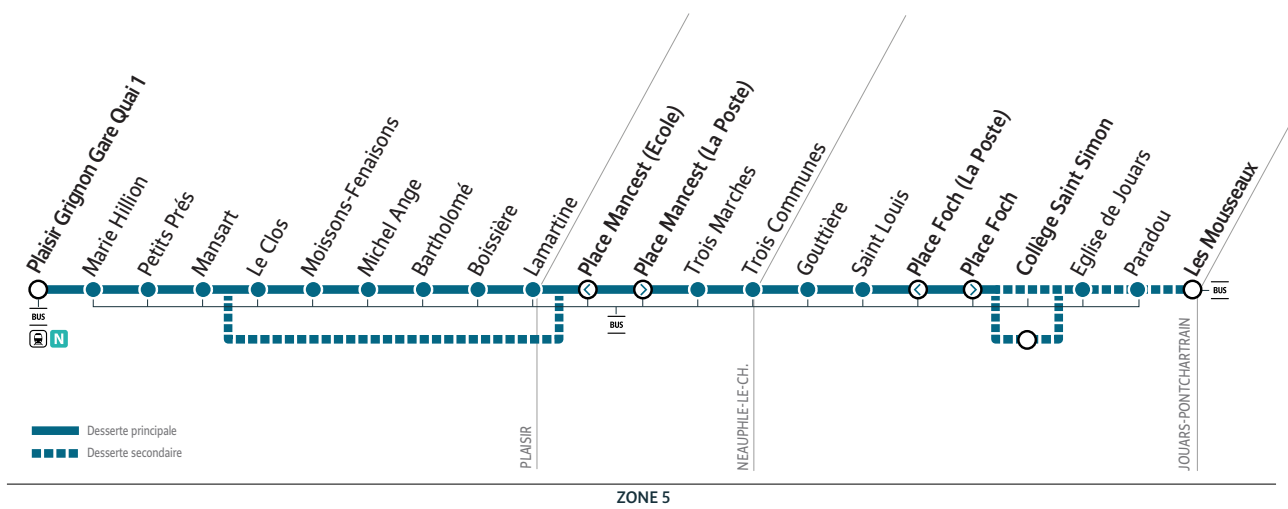 Plaisir Grignon Gare Quai 1
Marie Hillion
Petits Prés
Mansart
Le Clos
Moissons-Fenaisons
Michel Ange
Bartholomé
Boissière
Lamartine
Place Mancest (Ecole)
Place Mancest (La Poste)
Trois Marches
Trois Communes
Gouttière
Saint Louis
Place Foch (La Poste)
Place Foch
Collège Saint Simon
Eglise de Jouars
Paradou
Les Mousseaux
BUS
N
BUS
BUS
PLAISIR
NEAUPHLE-LE-CH.
JOUARS-PONTCHARTRAIN
Desserte principale
Desserte secondaire
ZONE 5